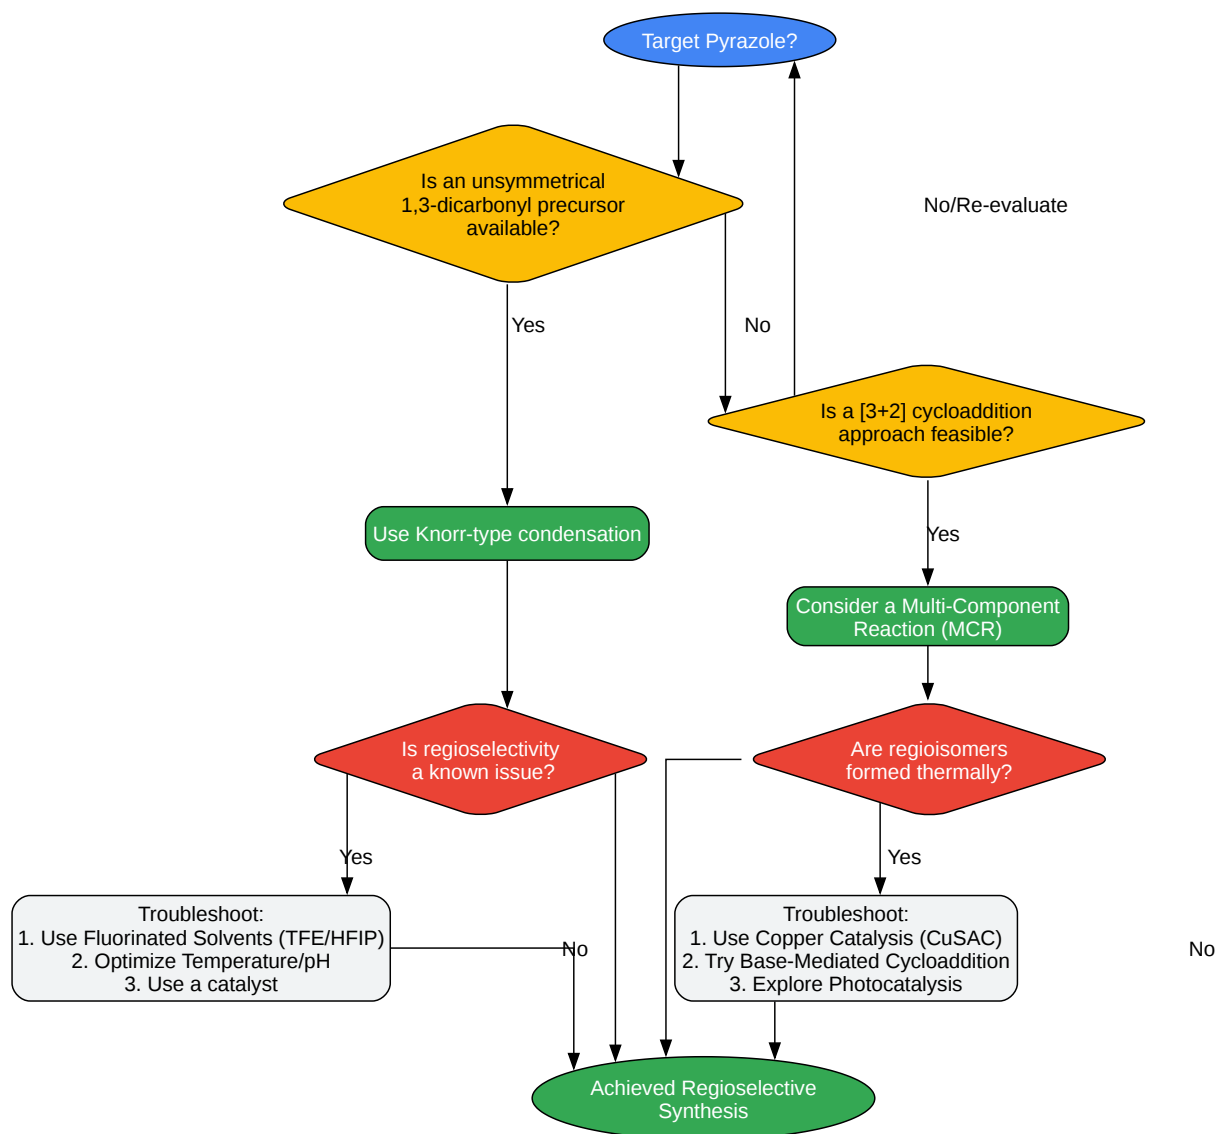 Target Pyrazole?
Is an unsymmetrical
1,3-dicarbonyl precursor
available?
No/Re-evaluate
Yes
No
Is a [3+2] cycloaddition
approach feasible?
Use Knorr-type condensation
Yes
Consider a Multi-Component
Reaction (MCR)
Is regioselectivity
a known issue?
Are regioisomers
formed thermally?
Yes
Yes
Troubleshoot:
1. Use Fluorinated Solvents (TFE/HFIP)
2. Optimize Temperature/pH
3. Use a catalyst
No
Troubleshoot:
1. Use Copper Catalysis (CuSAC)
2. Try Base-Mediated Cycloaddition
3. Explore Photocatalysis
No
Achieved Regioselective
Synthesis